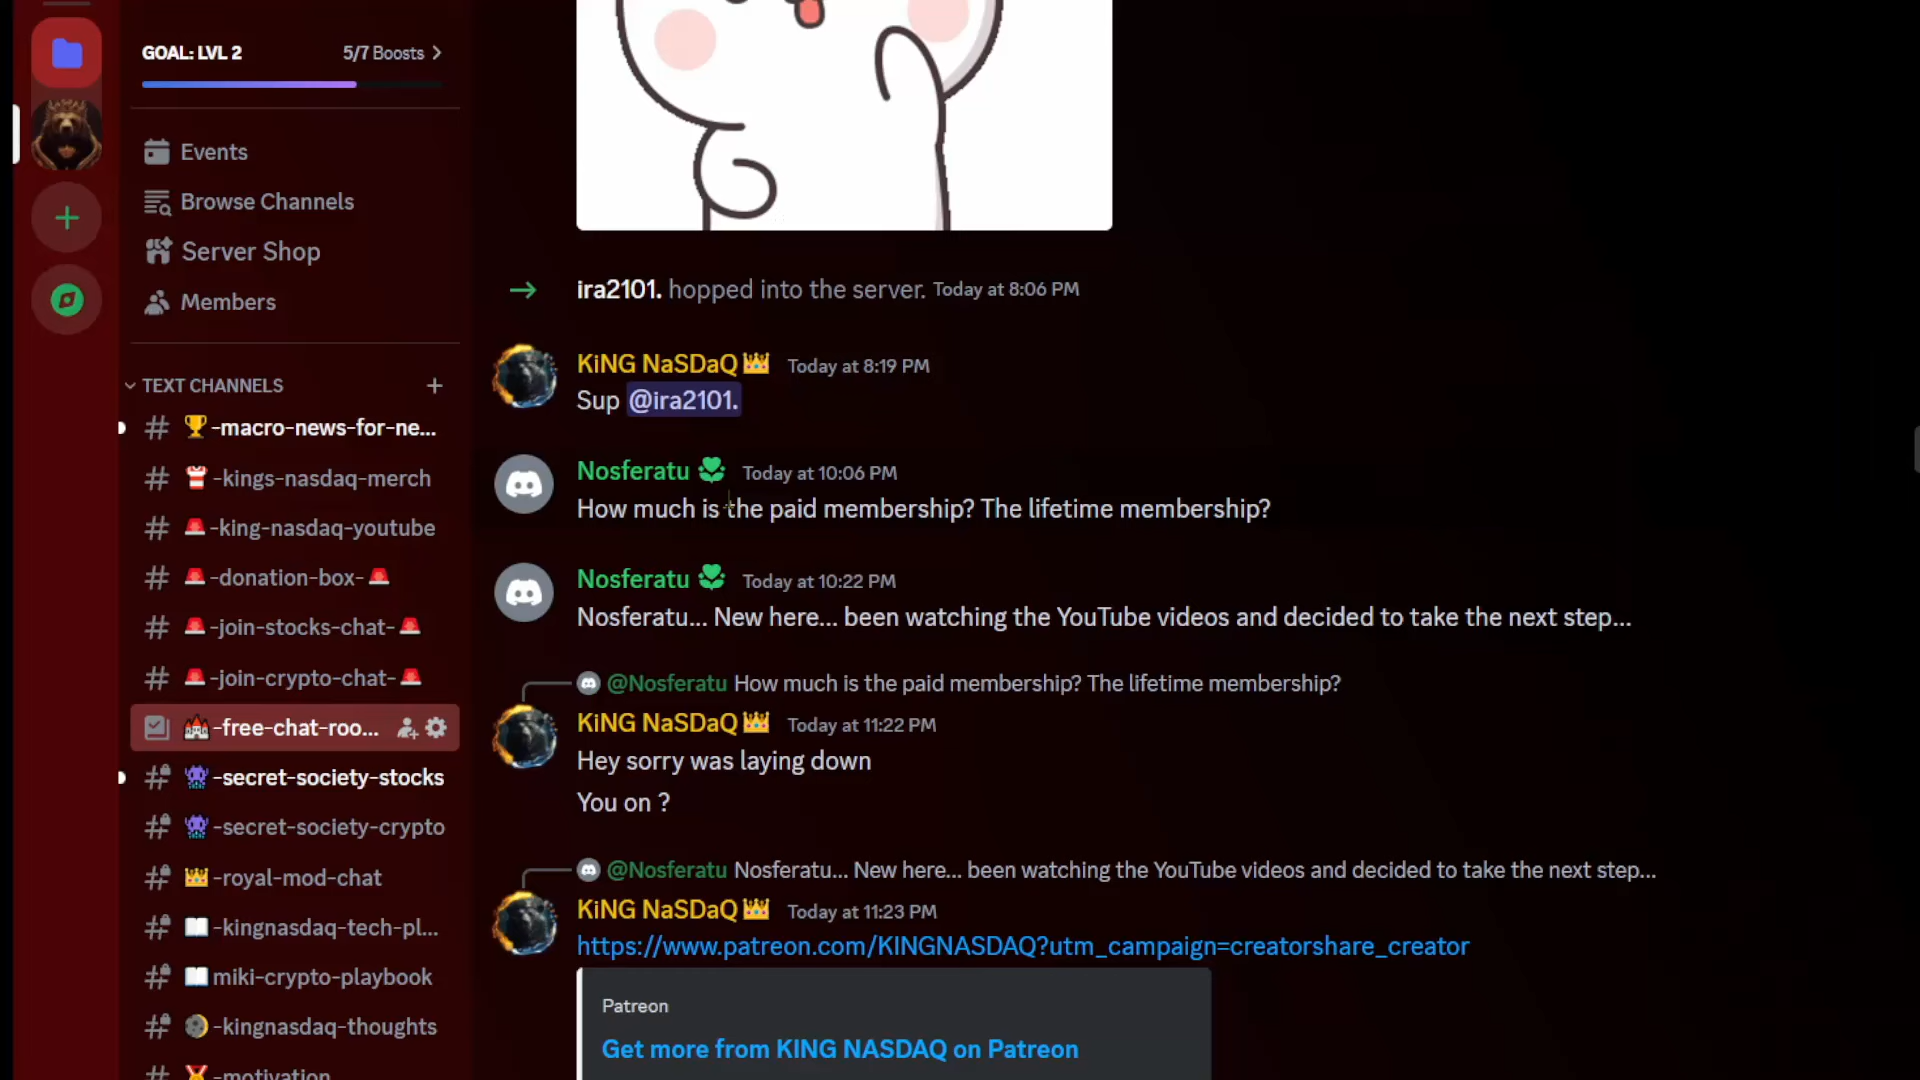 GOAL: LVL 2
5/7 Boosts
Events
Browse Channels
Server Shop
Members
TEXT CHANNELS
-macro-news-for-ne...
-kings-nasdaq-merch
-king-nasdaq-youtube
-donation-box-
-join-stocks-chat-
-join-crypto-chat-
-free-chat-roo...
-secret-society-stocks
-secret-society-crypto
-royal-mod-chat
-kingnasdaq-tech-pl...
miki-crypto-playbook
-kingnasdaq-thoughts
-motivation
ira2101. hopped into the server. Today at 8:06 PM
KiNG NaSDaQ Today at 8:19 PM
Sup @ira2101.
Nosferatu Today at 10:06 PM
How much is the paid membership? The lifetime membership?
Nosferatu Today at 10:22 PM
Nosferatu... New here... been watching the YouTube videos and decided to take the next step...
@Nosferatu How much is the paid membership? The lifetime membership?
KiNG NaSDaQ Today at 11:22 PM
Hey sorry was laying down
You on ?
@Nosferatu Nosferatu... New here... been watching the YouTube videos and decided to take the next step...
KiNG NaSDaQ Today at 11:23 PM
https://www.patreon.com/KINGNASDAQ?utm_campaign=creatorshare_creator
Patreon
Get more from KING NASDAQ on Patreon